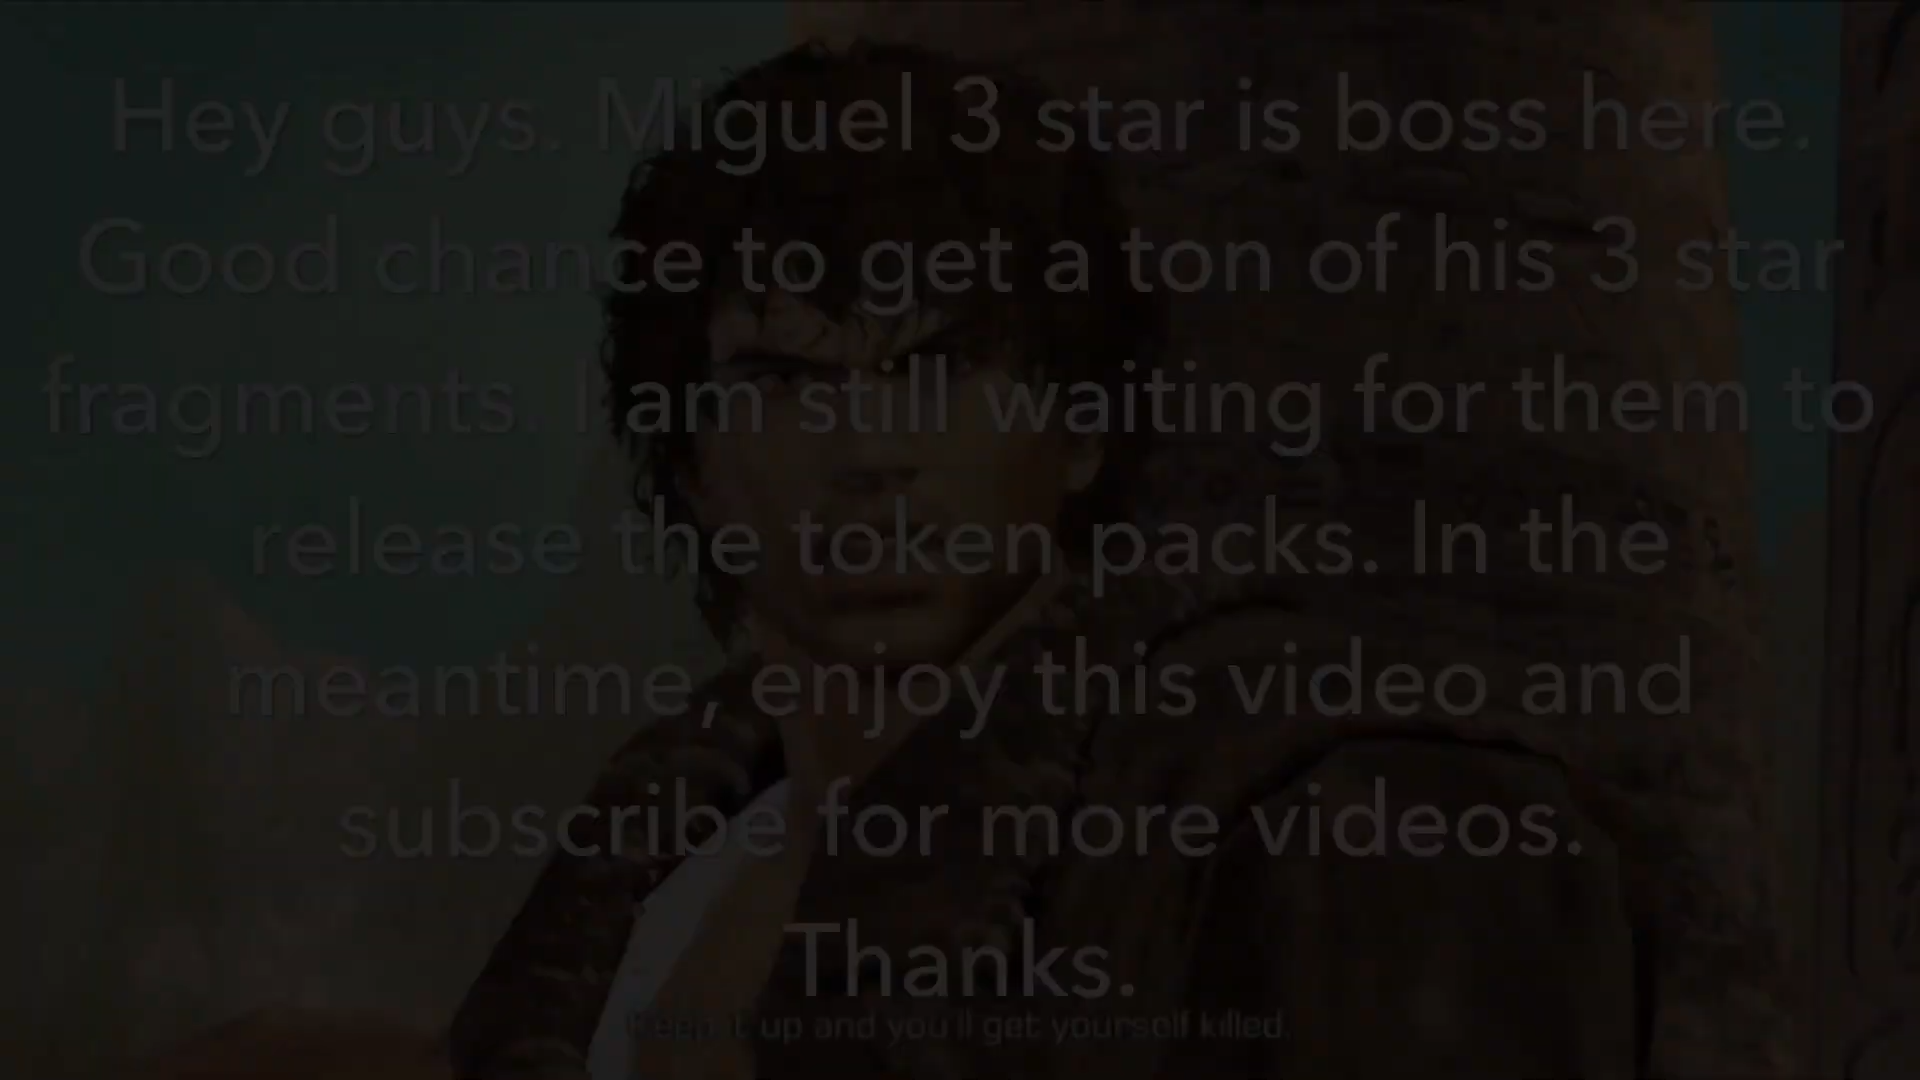 Hey guys. Miguel 3 star is boss here.
Good chance to get a ton of his 3 star
fragments. I am still waiting for them to
release the token packs. In the
meantime, enjoy this video and
subscribe for more videos.
Thanks.
Keep it up and you'll get yourself killed.